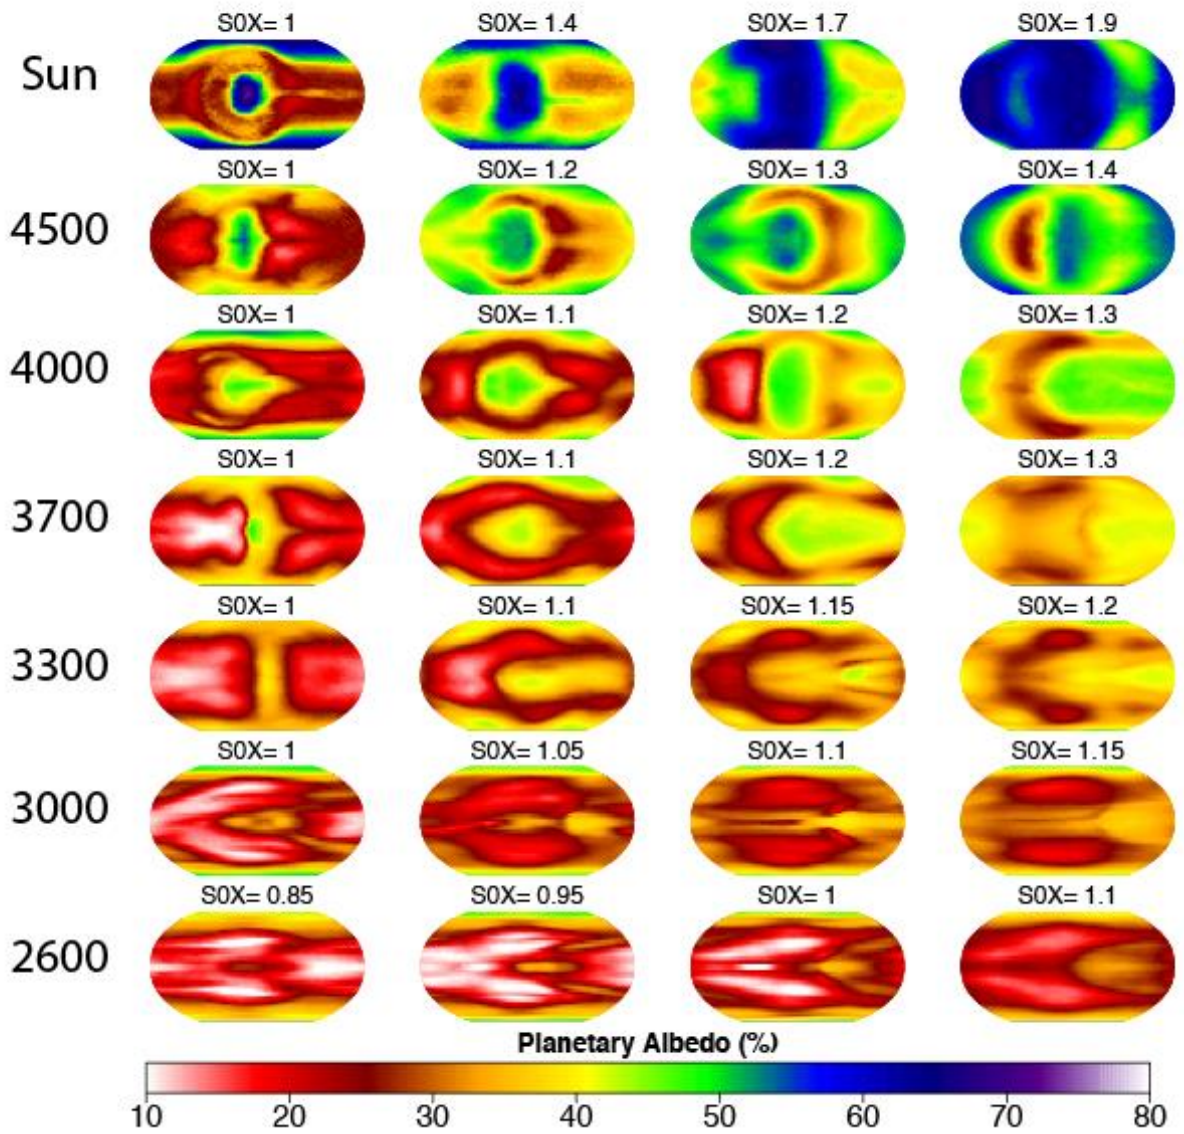 S0X= 1 S0X= 1.4 S0X= 1.7 S0X= 1.9
Sun
S0X= 1 S0X= 1.2 S0X= 1.3 S0X= 1.4
4500
S0X= 1 S0X= 1.1 S0X= 1.2 S0X= 1.3
4000
S0X= 1 S0X= 1.1 S0X= 1.2 S0X= 1.3
3700
S0X= 1 S0X= 1.1 S0X= 1.15 S0X= 1.2
3300
S0X= 1 S0X= 1.05 S0X= 1.1 S0X= 1.15
3000
S0X= 0.85 S0X= 0.95 S0X= 1 S0X= 1.1
2600
Planetary Albedo (%)
10 20 30 40 50 60 70 80